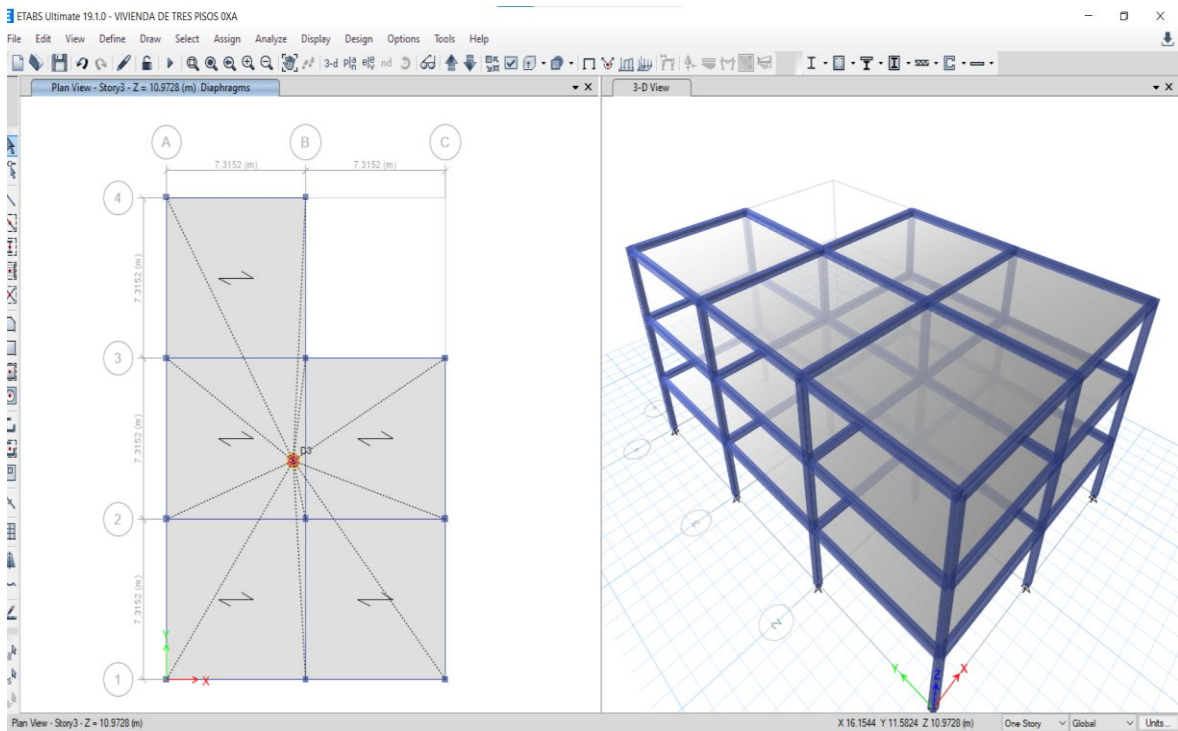 ETABS Ultimate 19.1.0 - VIVIENDA DE TRES PISOS 0XA
File Edit View Define Draw Select Assign Analyze Display Design Options Tools Help
3-d
nd
Plan View - Story3 - Z = 10.9728 (m) Diaphragms
3-D View
A B C
7.3152 (m) 7.3152 (m)
4
7.3152 (m)
3
7.3152 (m)
D3
2
7.3152 (m)
Y
1
X
Y
Z
X
Plan View - Story3 - Z = 10.9728 (m)
X 16.1544 Y 11.5824 Z 10.9728 (m)
One Story
Global
Units...